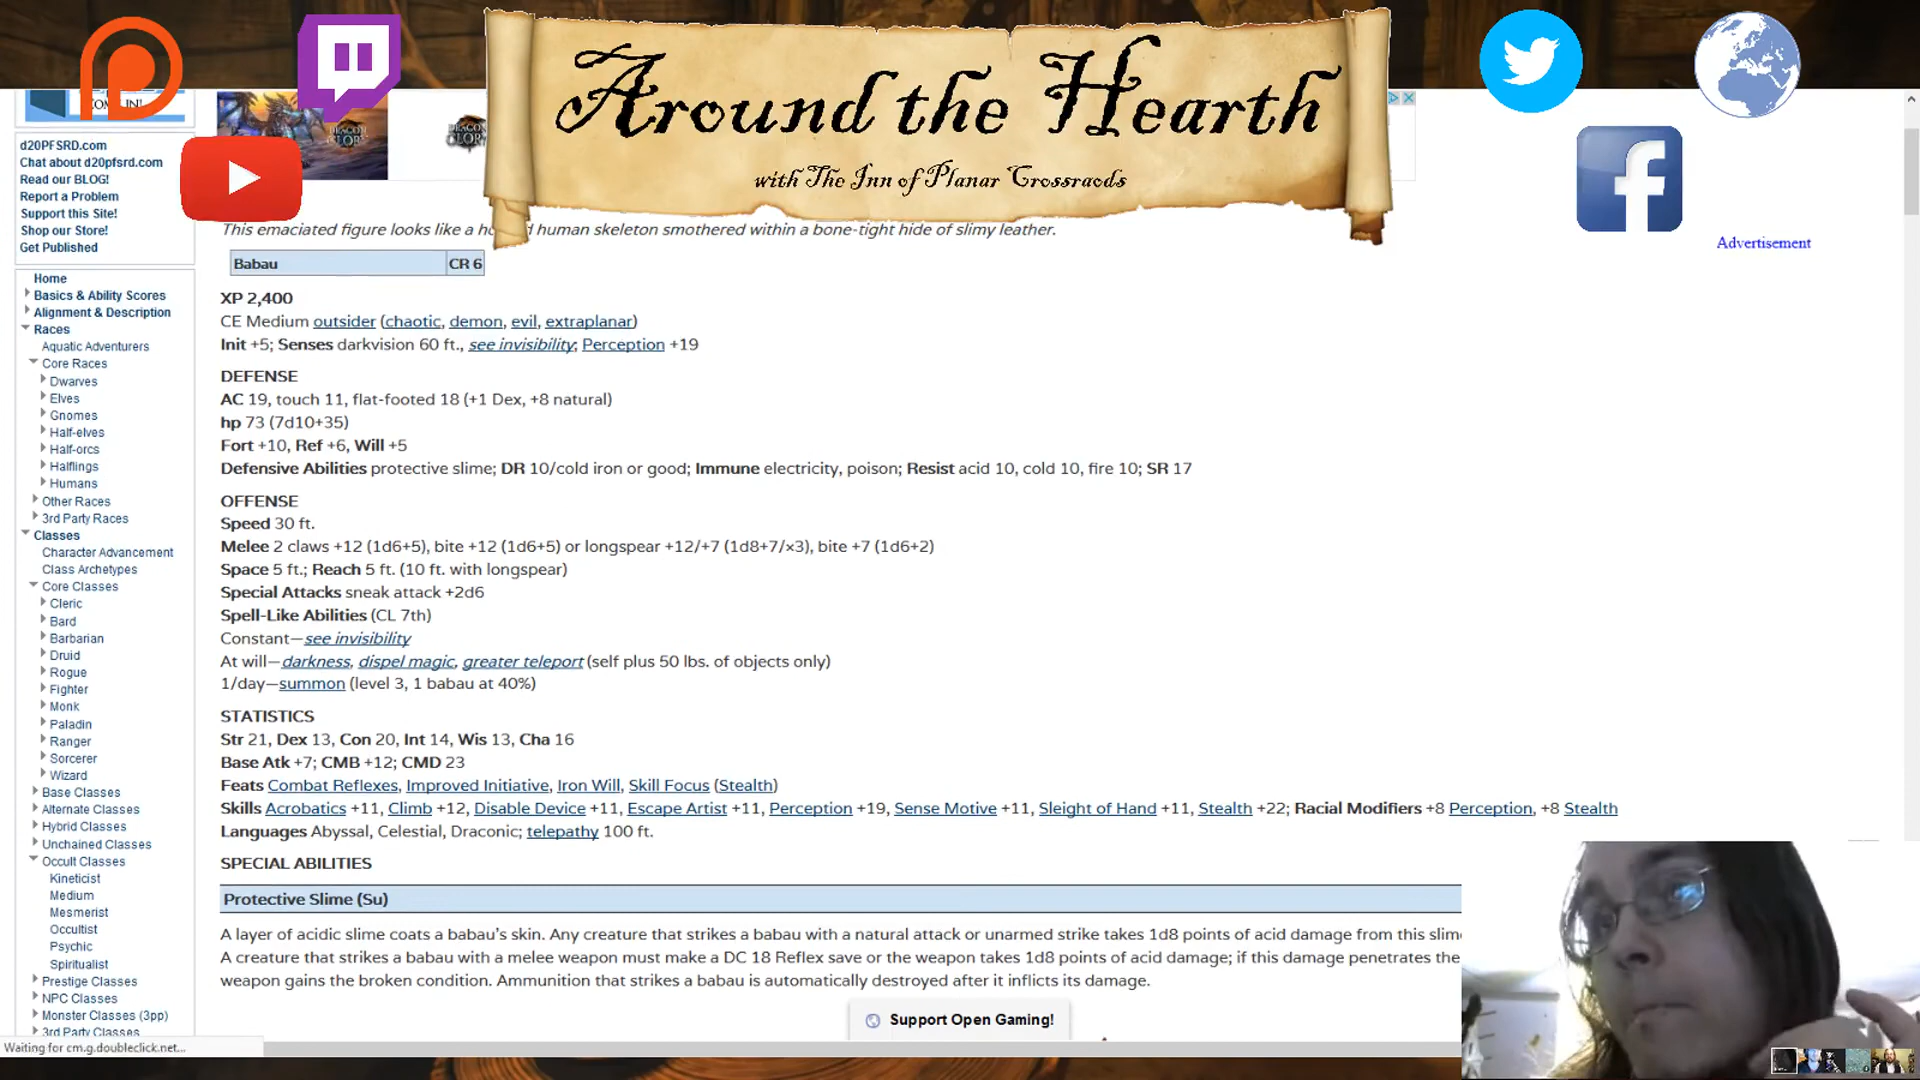 Around the Hearth
with The Inn of Planar Crossraods
COME IN!
d20PFSRD.com
Chat about d20pfsrd.com
Read our BLOG!
Report a Problem
Support this Site!
Shop our Store!
Get Published
Advertisement
Home
Basics & Ability Scores
Alignment & Description
Races
Aquatic Adventurers
Core Races
Dwarves
Elves
Gnomes
Half-elves
Half-orcs
Halflings
Humans
Other Races
3rd Party Races
Classes
Character Advancement
Class Archetypes
Core Classes
Cleric
Bard
Barbarian
Druid
Rogue
Fighter
Monk
Paladin
Ranger
Sorcerer
Wizard
Base Classes
Alternate Classes
Hybrid Classes
Unchained Classes
Occult Classes
Kineticist
Medium
Mesmerist
Occultist
Psychic
Spiritualist
Prestige Classes
NPC Classes
Monster Classes (3pp)
3rd Party Classes
This emaciated figure looks like a human skeleton smothered within a bone-tight hide of slimy leather.
Babau CR 6
XP 2,400
CE Medium outsider (chaotic, demon, evil, extraplanar)
Init +5; Senses darkvision 60 ft., see invisibility; Perception +19
DEFENSE
AC 19, touch 11, flat-footed 18 (+1 Dex, +8 natural)
hp 73 (7d10+35)
Fort +10, Ref +6, Will +5
Defensive Abilities protective slime; DR 10/cold iron or good; Immune electricity, poison; Resist acid 10, cold 10, fire 10; SR 17
OFFENSE
Speed 30 ft.
Melee 2 claws +12 (1d6+5), bite +12 (1d6+5) or longspear +12/+7 (1d8+7/×3), bite +7 (1d6+2)
Space 5 ft.; Reach 5 ft. (10 ft. with longspear)
Special Attacks sneak attack +2d6
Spell-Like Abilities (CL 7th)
Constant—see invisibility
At will—darkness, dispel magic, greater teleport (self plus 50 lbs. of objects only)
1/day—summon (level 3, 1 babau at 40%)
STATISTICS
Str 21, Dex 13, Con 20, Int 14, Wis 13, Cha 16
Base Atk +7; CMB +12; CMD 23
Feats Combat Reflexes, Improved Initiative, Iron Will, Skill Focus (Stealth)
Skills Acrobatics +11, Climb +12, Disable Device +11, Escape Artist +11, Perception +19, Sense Motive +11, Sleight of Hand +11, Stealth +22; Racial Modifiers +8 Perception, +8 Stealth
Languages Abyssal, Celestial, Draconic; telepathy 100 ft.
SPECIAL ABILITIES
Protective Slime (Su)
A layer of acidic slime coats a babau's skin. Any creature that strikes a babau with a natural attack or unarmed strike takes 1d8 points of acid damage from this slim
A creature that strikes a babau with a melee weapon must make a DC 18 Reflex save or the weapon takes 1d8 points of acid damage; if this damage penetrates the
weapon gains the broken condition. Ammunition that strikes a babau is automatically destroyed after it inflicts its damage.
Support Open Gaming!
Waiting for cm.g.doubleclick.net...